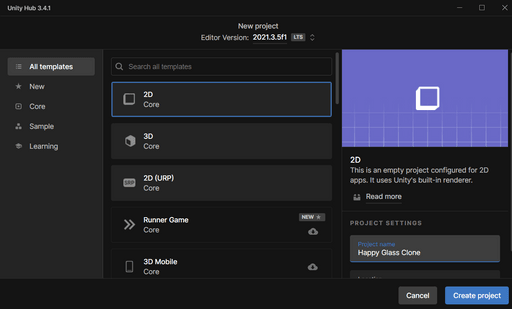 Unity Hub 3.4.1
New project
Editor Version: 2021.3.5f1 LTS
All templates
New
Core
Sample
Learning
Search all templates
2D
Core
3D
Core
2D (URP)
Core
URP
Runner Game
Core
NEW
3D Mobile
Core
2D
This is an empty project configured for 2D
apps. It uses Unity's built-in renderer.
Read more
PROJECT SETTINGS
Project name
Happy Glass Clone
Cancel
Create project